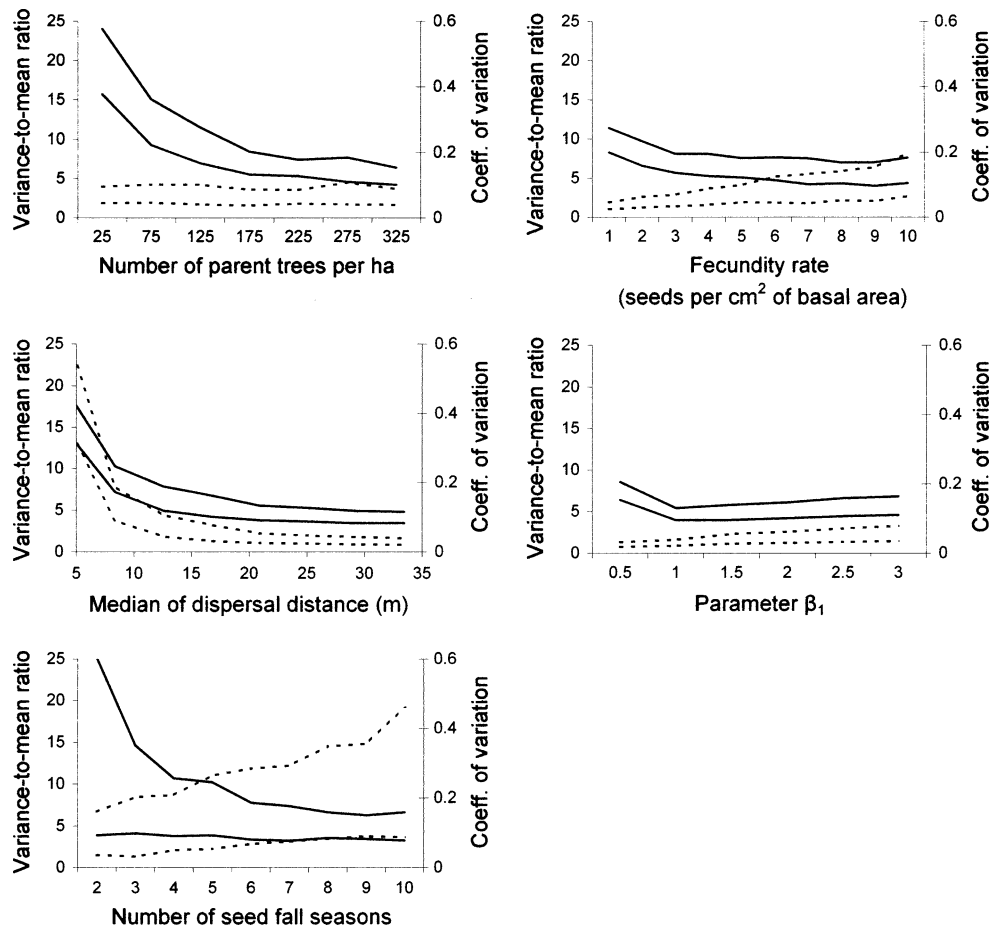 Variance-to-mean ratio
25
20
15
10
5
0
0.6
0.4
0.2
0
Coeff. of variation
25 75 125 175 225 275 325
Number of parent trees per ha
Variance-to-mean ratio
25
20
15
10
5
0
0.6
0.4
0.2
0
Coeff. of variation
1 2 3 4 5 6 7 8 9 10
Fecundity rate
(seeds per cm² of basal area)
Variance-to-mean ratio
25
20
15
10
5
0
0.6
0.4
0.2
0
Coeff. of variation
5 10 15 20 25 30 35
Median of dispersal distance (m)
Variance-to-mean ratio
25
20
15
10
5
0
0.6
0.4
0.2
0
Coeff. of variation
0.5 1 1.5 2 2.5 3
Parameter β₁
Variance-to-mean ratio
25
20
15
10
5
0
0.6
0.4
0.2
0
Coeff. of variation
2 3 4 5 6 7 8 9 10
Number of seed fall seasons